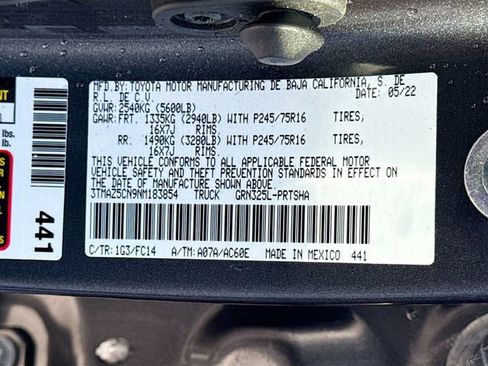 MFD.BY: TOYOTA MOTOR MANUFACTURING DE BAJA CALIFORNIA, S. DE
R.L. DE C.V. DATE: 05/22
GVWR: 2540KG (5600LB)
GAWR: FRT. 1335KG (2940LB) WITH P245/75R16 TIRES,
16X7J RIMS.
RR. 1490KG (3280LB) WITH P245/75R16 TIRES,
16X7J RIMS.
THIS VEHICLE CONFORMS TO ALL APPLICABLE FEDERAL MOTOR
VEHICLE SAFETY AND THEFT PREVENTION STANDARDS IN EFFECT ON THE
DATE OF MANUFACTURE SHOWN ABOVE.
3TMAZ5CN9NM183854 TRUCK GRN325L-PRTSHA
C/TR: 1G3/FC14 A/TM: A07A/AC60E MADE IN MEXICO 441
441
lbs.